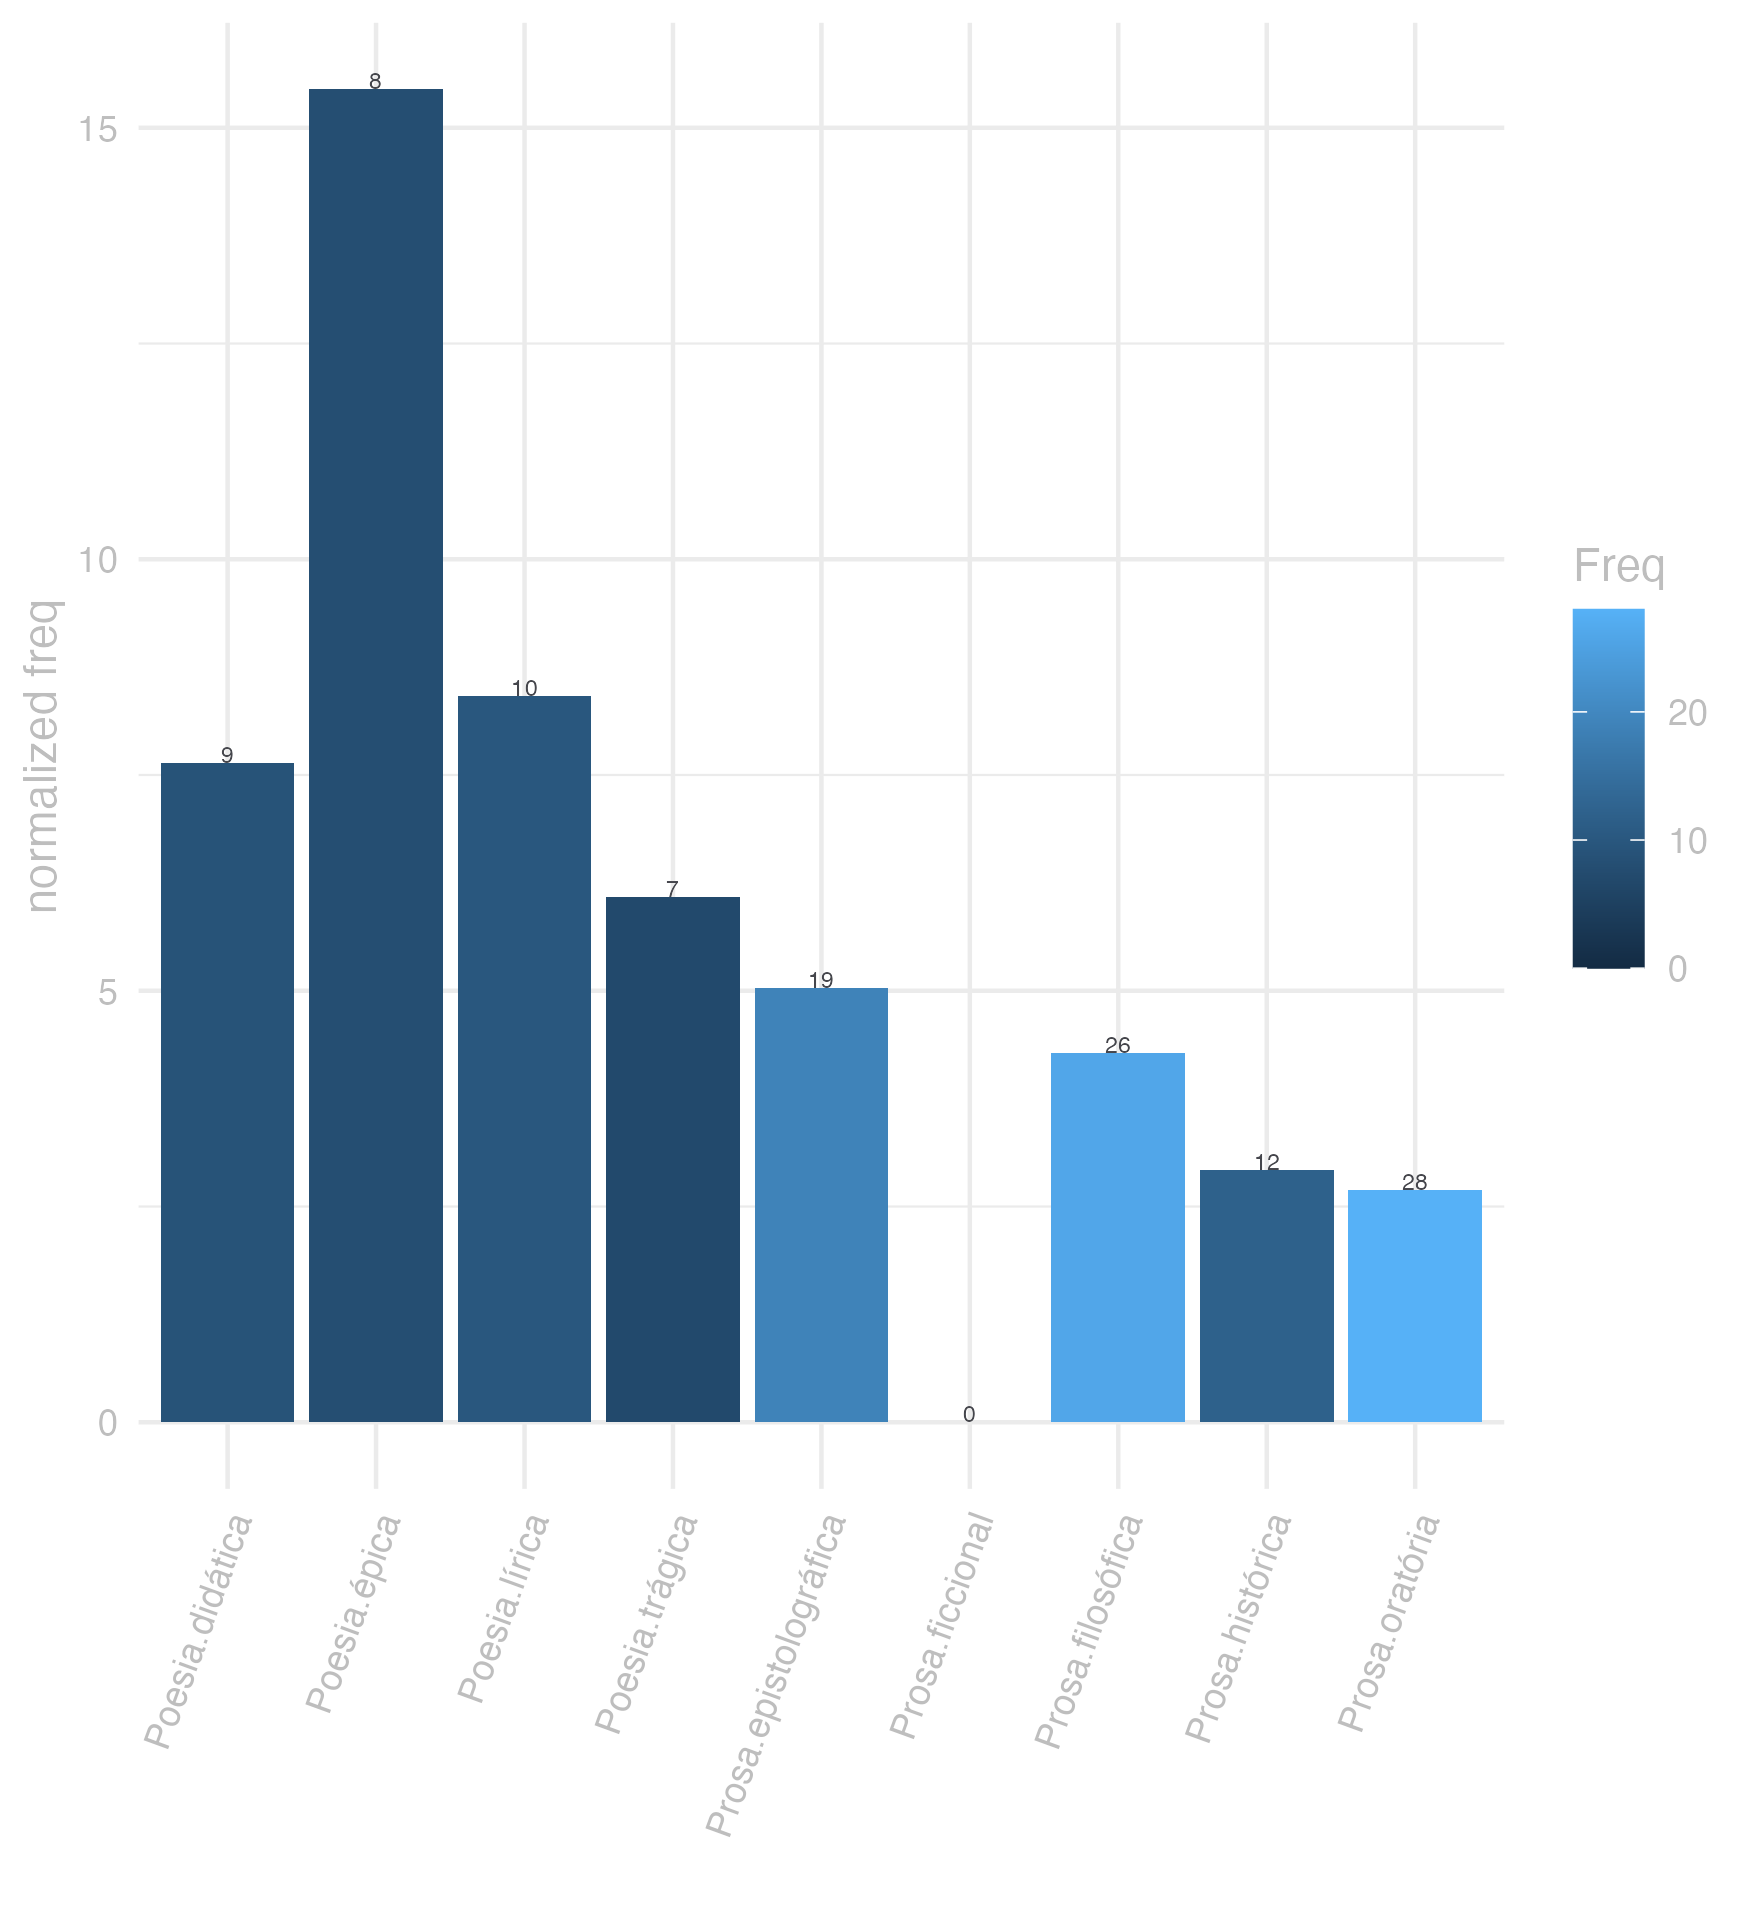 normalized freq
15
10
5
0
9
8
10
7
19
0
26
12
28
Poesia.didática
Poesia.épica
Poesia.lírica
Poesia.trágica
Prosa.epistolográfica
Prosa.ficcional
Prosa.filosófica
Prosa.histórica
Prosa.oratória
Freq
20
10
0